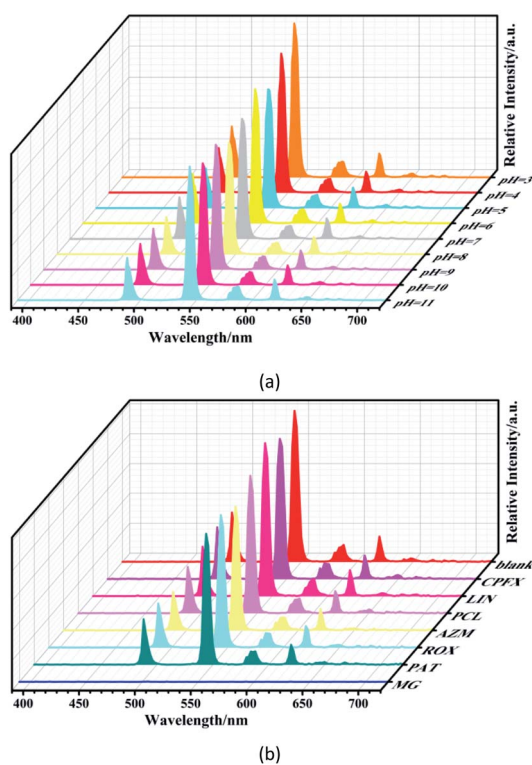 Relative Intensity/a.u.
pH=3
pH=4
pH=5
pH=6
pH=7
pH=8
pH=9
pH=10
pH=11
400 450 500 550 600 650 700
Wavelength/nm
(a)
Relative Intensity/a.u.
blank
CPFX
LIN
PCL
AZM
ROX
PAT
MG
400 450 500 550 600 650 700
Wavelength/nm
(b)